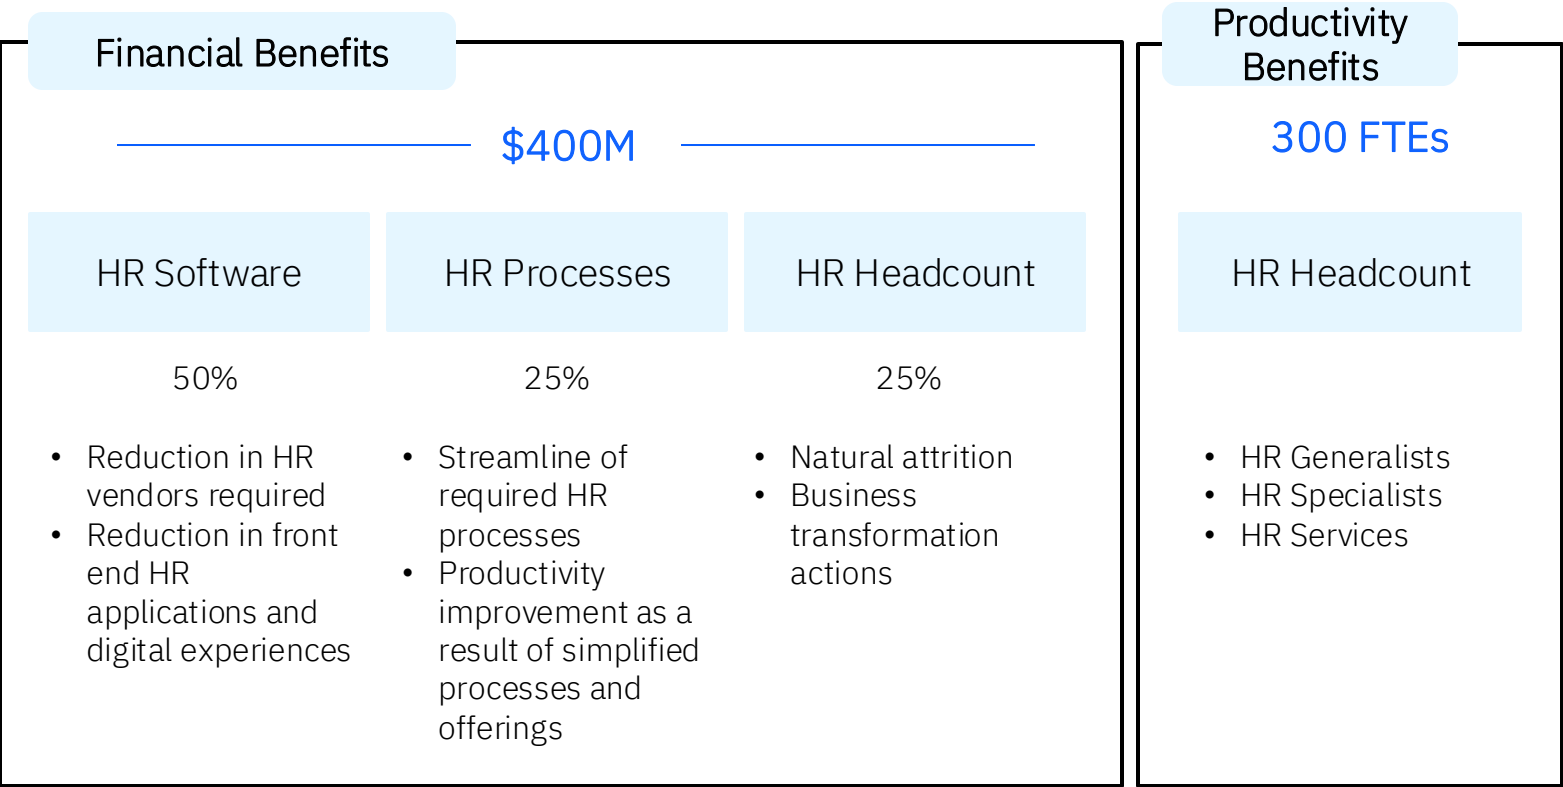 Financial Benefits
$400M
HR Software
50%
• Reduction in HR
vendors required
• Reduction in front
end HR
applications and
digital experiences
HR Processes
25%
• Streamline of
required HR
processes
• Productivity
improvement as a
result of simplified
processes and
offerings
HR Headcount
25%
• Natural attrition
• Business
transformation
actions
Productivity
Benefits
300 FTEs
HR Headcount
• HR Generalists
• HR Specialists
• HR Services